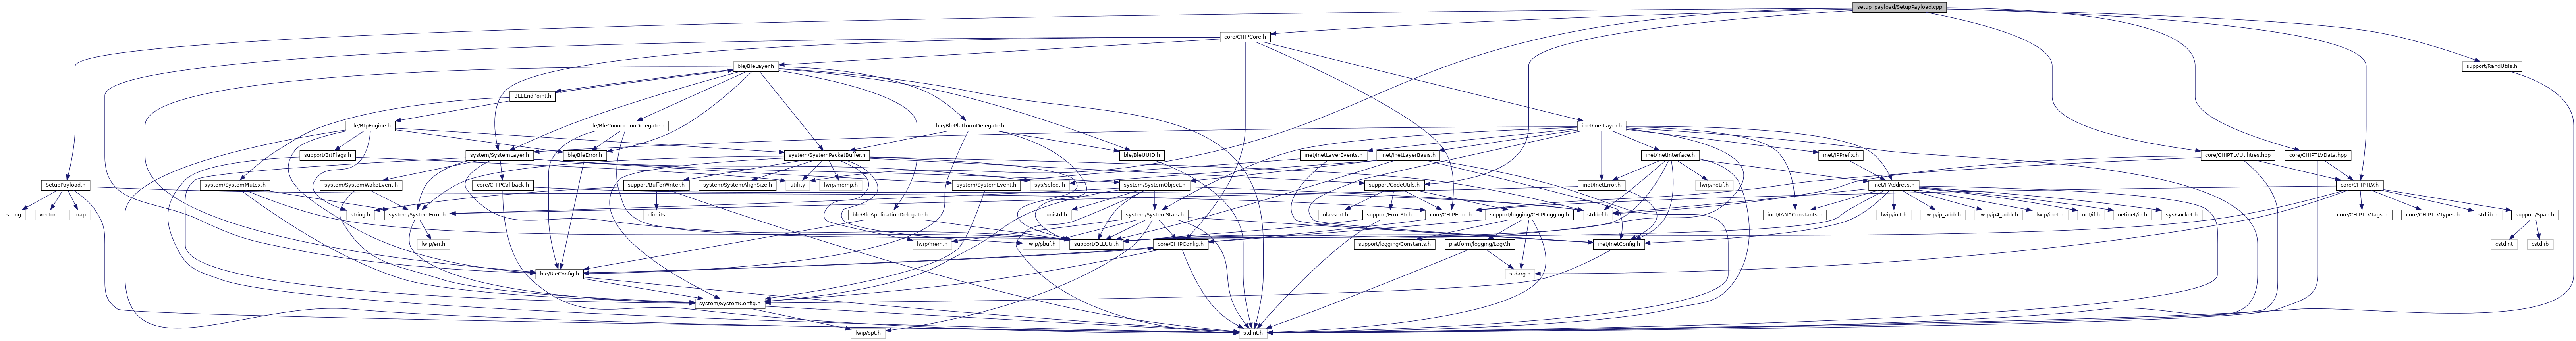 setup_payload/SetupPayload.cpp
core/CHIPCore.h
ble/BleLayer.h
support/RandUtils.h
BLEEndPoint.h
ble/BtpEngine.h
ble/BleConnectionDelegate.h
ble/BlePlatformDelegate.h
inet/InetLayer.h
support/BitFlags.h
system/SystemLayer.h
ble/BleError.h
system/SystemPacketBuffer.h
ble/BleUUID.h
inet/InetLayerEvents.h
inet/InetLayerBasis.h
inet/InetInterface.h
inet/IPPrefix.h
core/CHIPTLVUtilities.hpp
core/CHIPTLVData.hpp
SetupPayload.h
system/SystemMutex.h
system/SystemWakeEvent.h
core/CHIPCallback.h
support/BufferWriter.h
system/SystemAlignSize.h
utility
lwip/memp.h
system/SystemEvent.h
sys/select.h
system/SystemObject.h
support/CodeUtils.h
inet/InetError.h
lwip/netif.h
inet/IPAddress.h
core/CHIPTLV.h
string
vector
map
string.h
system/SystemError.h
climits
ble/BleApplicationDelegate.h
unistd.h
system/SystemStats.h
nlassert.h
support/ErrorStr.h
core/CHIPError.h
support/logging/CHIPLogging.h
stddef.h
inet/IANAConstants.h
lwip/init.h
lwip/ip_addr.h
lwip/ip4_addr.h
lwip/inet.h
net/if.h
netinet/in.h
sys/socket.h
core/CHIPTLVTags.h
core/CHIPTLVTypes.h
stdlib.h
support/Span.h
lwip/err.h
lwip/mem.h
lwip/pbuf.h
support/DLLUtil.h
core/CHIPConfig.h
support/logging/Constants.h
platform/logging/LogV.h
inet/InetConfig.h
cstdint
cstdlib
ble/BleConfig.h
stdarg.h
system/SystemConfig.h
lwip/opt.h
stdint.h